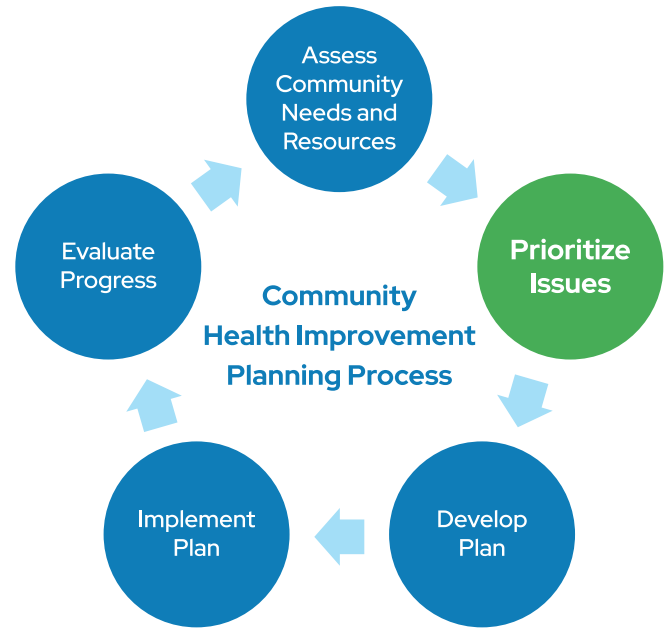 Assess
Community
Needs and
Resources
Prioritize
Issues
Develop
Plan
Implement
Plan
Evaluate
Progress
Community
Health Improvement
Planning Process